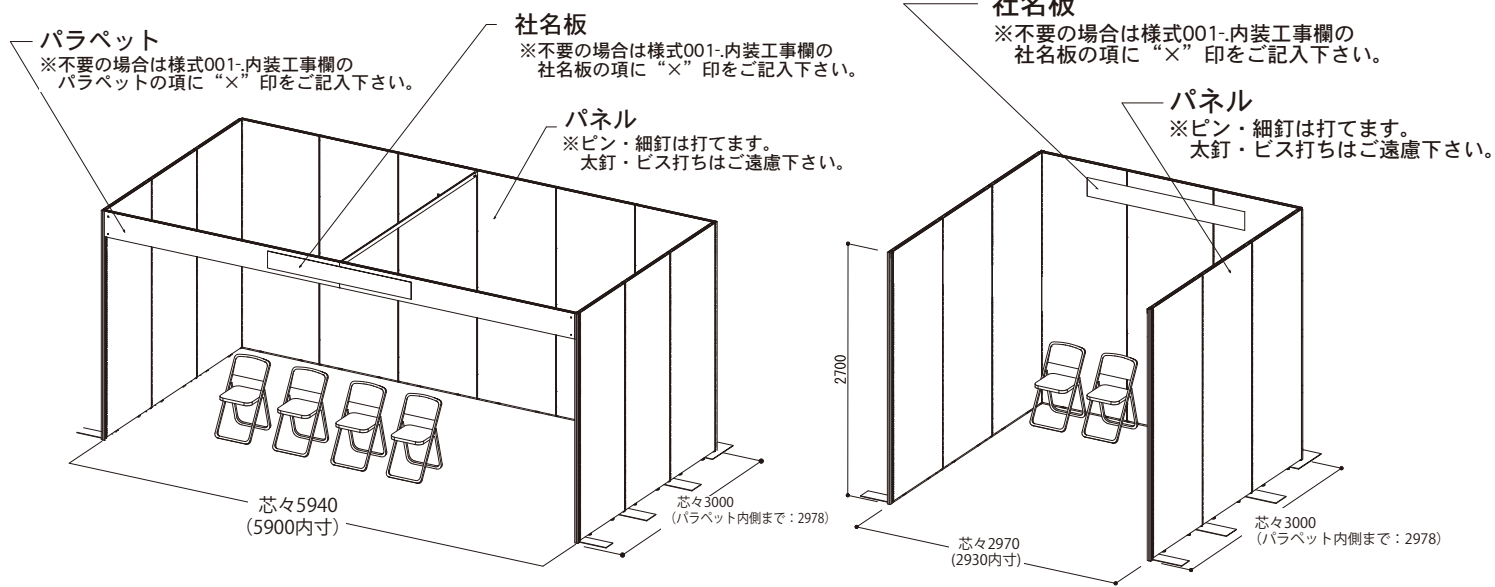 パラペット
※不要の場合は様式001-.内装工事欄の
パラペットの項に“×”印をご記入下さい。
社名板
※不要の場合は様式001-.内装工事欄の
社名板の項に“×”印をご記入下さい。
パネル
※ピン・細釘は打てます。
太釘・ビス打ちはご遠慮下さい。
芯々5940
（5900内寸）
芯々3000
（パラペット内側まで：2978）
社名板
※不要の場合は様式001-.内装工事欄の
社名板の項に“×”印をご記入下さい。
パネル
※ピン・細釘は打てます。
太釘・ビス打ちはご遠慮下さい。
2700
芯々2970
(2930内寸)
芯々3000
（パラペット内側まで：2978）